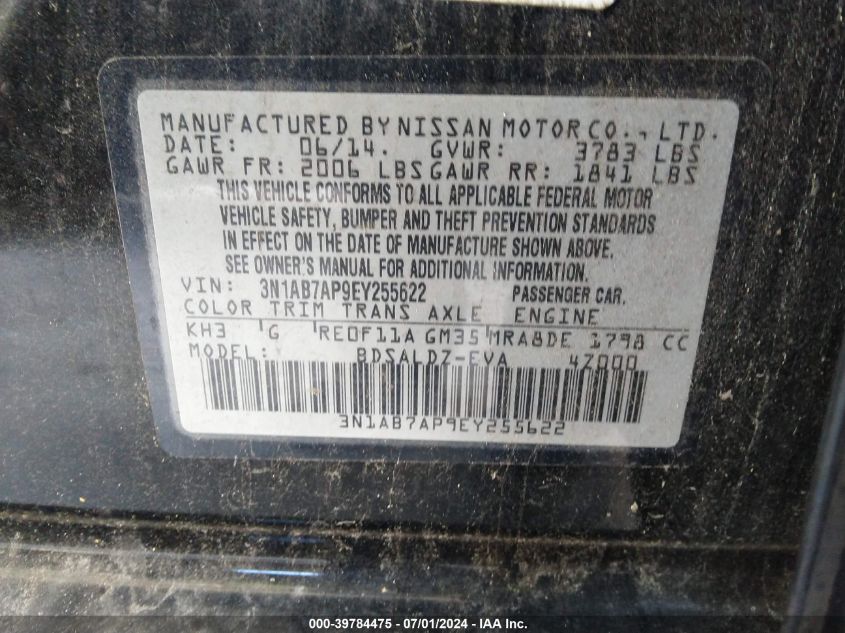 MANUFACTURED BY NISSAN MOTOR CO., LTD.
DATE: 06/14. GVWR: 3783 LBS
GAWR FR: 2006 LBS GAWR RR: 1841 LBS
THIS VEHICLE CONFORMS TO ALL APPLICABLE FEDERAL MOTOR
VEHICLE SAFETY, BUMPER AND THEFT PREVENTION STANDARDS
IN EFFECT ON THE DATE OF MANUFACTURE SHOWN ABOVE.
SEE OWNER'S MANUAL FOR ADDITIONAL INFORMATION.
VIN: 3N1AB7AP9EY255622 PASSENGER CAR.
COLOR TRIM TRANS AXLE ENGINE
KH3 G RE0F11A GM35 MRA8DE 1798 CC
MODEL: BDSALDZ-EVA 4Z000
3N1AB7AP9EY255622
000-39784475 - 07/01/2024 - IAA Inc.